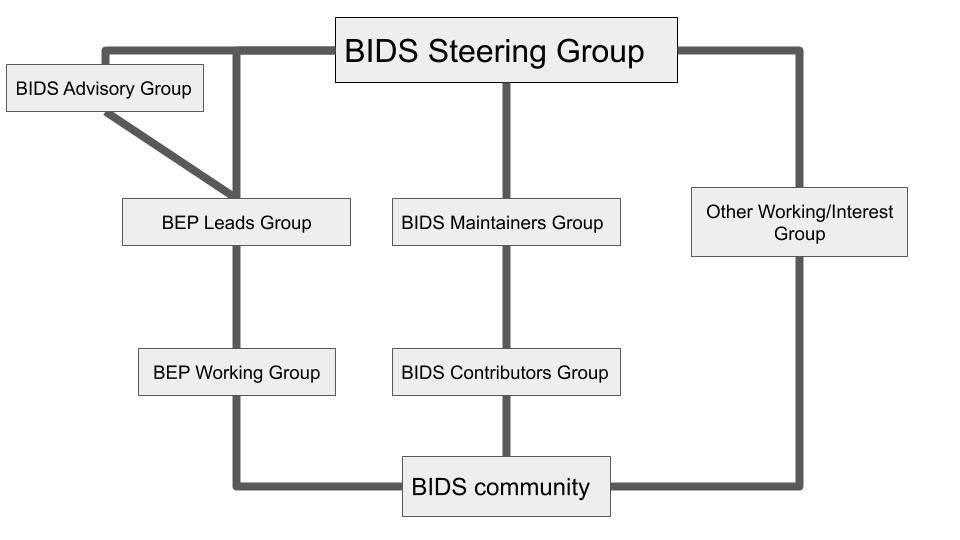 BIDS Steering Group
BIDS Advisory Group
BEP Leads Group
BIDS Maintainers Group
Other Working/Interest
Group
BEP Working Group
BIDS Contributors Group
BIDS community